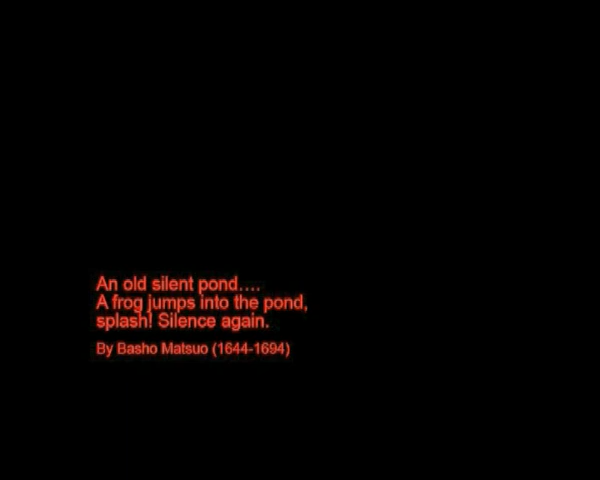 An old silent pond....
A frog jumps into the pond,
splash! Silence again.
By Basho Matsuo (1644-1694)